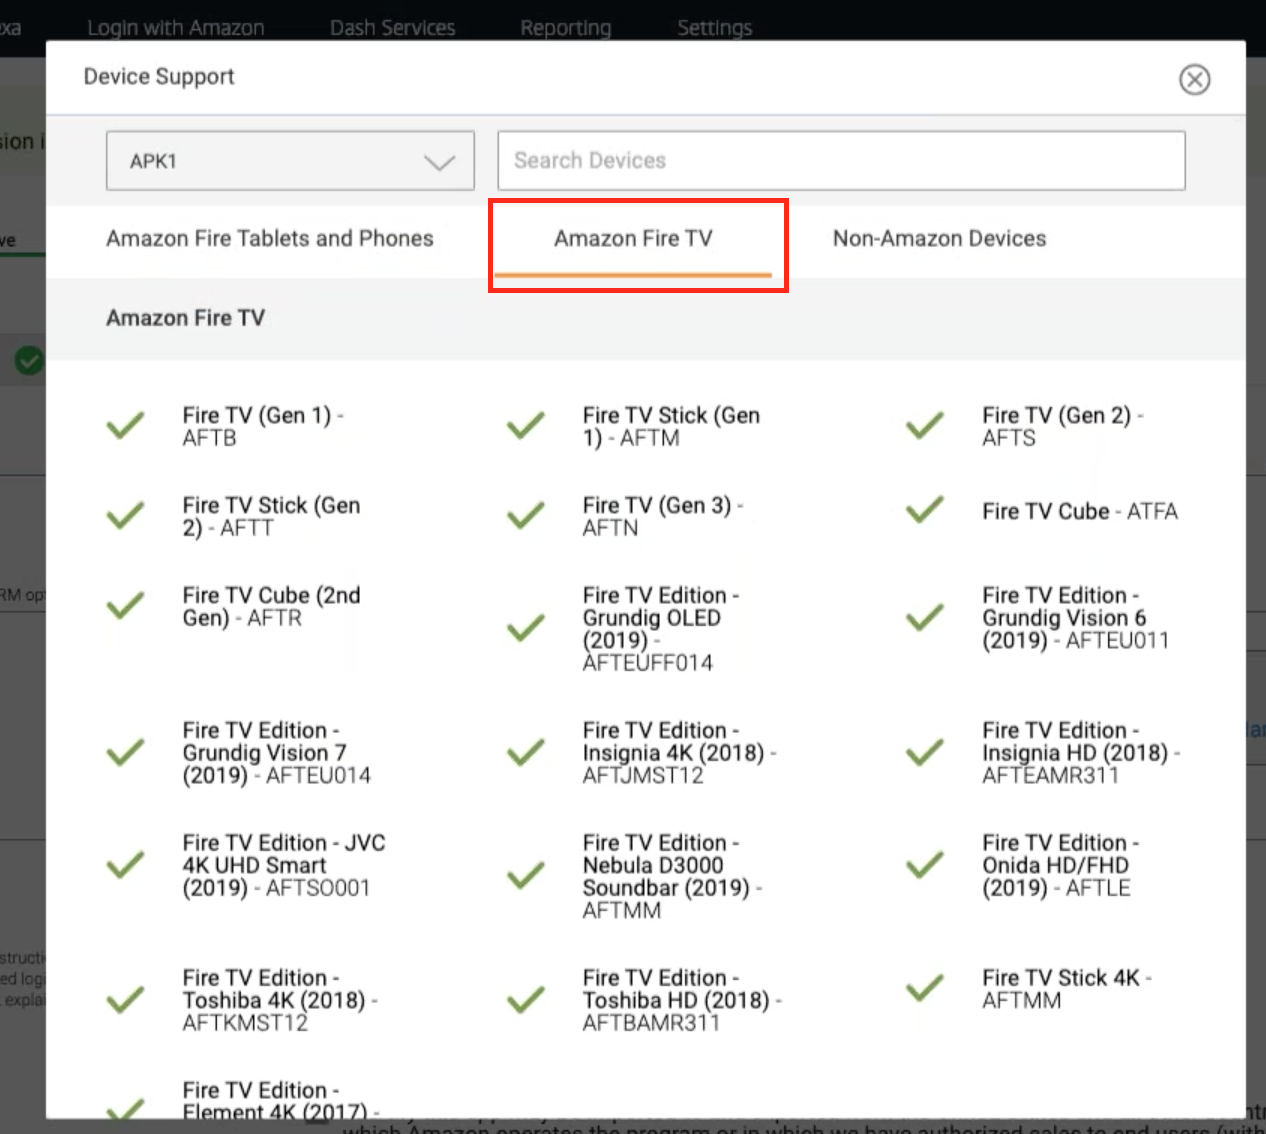 xa
Login with Amazon
Dash Services
Reporting
Settings
Device Support
sion i
APK1
Search Devices
ve
Amazon Fire Tablets and Phones
Amazon Fire TV
Non-Amazon Devices
Amazon Fire TV
Fire TV (Gen 1) -
AFTB
Fire TV Stick (Gen
1) - AFTM
Fire TV (Gen 2) -
AFTS
Fire TV Stick (Gen
2) - AFTT
Fire TV (Gen 3) -
AFTN
Fire TV Cube - ATFA
RM opt
Fire TV Cube (2nd
Gen) - AFTR
Fire TV Edition -
Grundig OLED
(2019) -
AFTEUFF014
Fire TV Edition -
Grundig Vision 6
(2019) - AFTEU011
Fire TV Edition -
Grundig Vision 7
(2019) - AFTEU014
Fire TV Edition -
Insignia 4K (2018) -
AFTJMST12
Fire TV Edition -
Insignia HD (2018) -
AFTEAMR311
Fire TV Edition - JVC
4K UHD Smart
(2019) - AFTSO001
Fire TV Edition -
Nebula D3000
Soundbar (2019) -
AFTMM
Fire TV Edition -
Onida HD/FHD
(2019) - AFTLE
structi
ed logi
explai
Fire TV Edition -
Toshiba 4K (2018) -
AFTKMST12
Fire TV Edition -
Toshiba HD (2018) -
AFTBAMR311
Fire TV Stick 4K -
AFTMM
Fire TV Edition -
Element 4K (2017) -
which Amazon operates the program or in which we have authorized sales to end users (with